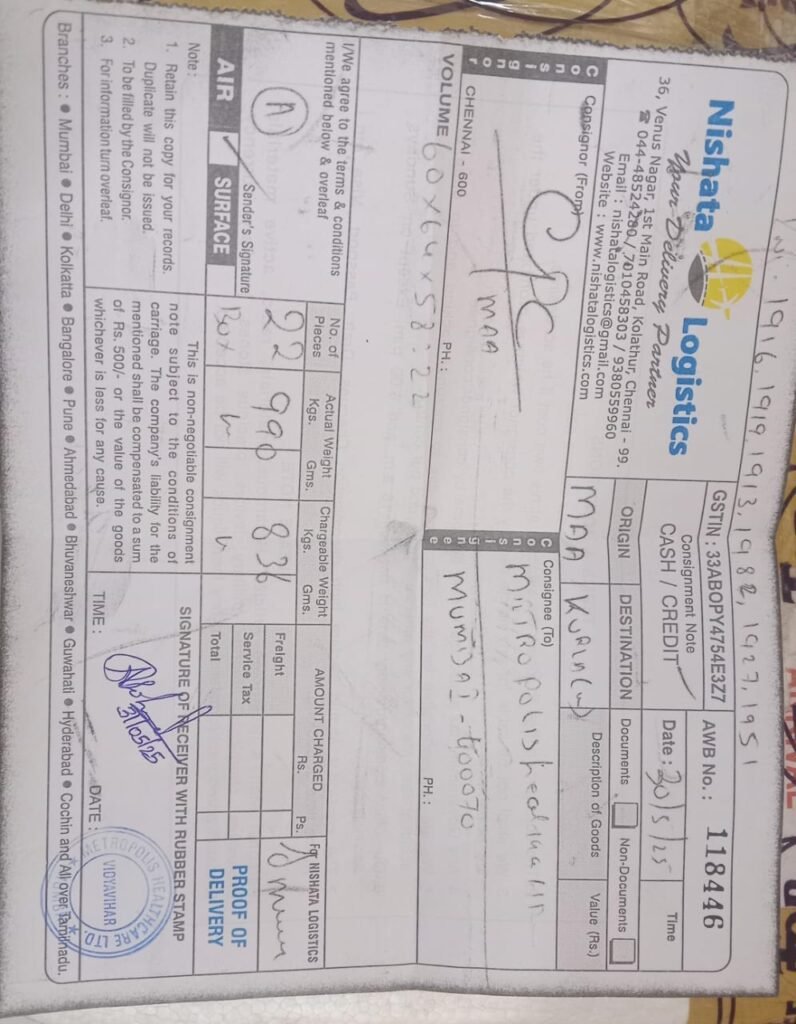 1916, 1919, 1913, 1982, 1927, 1951
Nishata Logistics
Your Delivery Partner
36, Venus Nagar, 1st Main Road, Kolathur, Chennai - 99.
☎ 044-48524280 / 7010458303 / 9380559960
Email : nishatalogistics@gmail.com
Website : www.nishatalogistics.com
GSTIN : 33ABOPY4754E3Z7
Consignment Note
CASH / CREDIT
AWB No. : 118446
Date : 30/5/25
Time
ORIGIN
MAA
DESTINATION
KURLA(W)
Documents
Non-Documents
Description of Goods
Value (Rs.)
Consignor
Consignor (From)
CPC
MAA
CHENNAI - 600
PH. :
VOLUME 60x64x58:22
Consignee
Consignee (To)
METROPOLIS healthcare
MUMBAI - 400070
PH. :
I/We agree to the terms & conditions
mentioned below & overleaf
Sender's Signature
AIR ✓ SURFACE
No. of Pieces
22
Box
Actual Weight
Kgs. Gms.
990
Chargeable Weight
Kgs. Gms.
836
AMOUNT CHARGED
Rs. Ps.
Freight
Service Tax
Total
For NISHATA LOGISTICS
PROOF OF DELIVERY
Note :
1. Retain this copy for your records.
Duplicate will not be issued.
2. To be filled by the Consignor.
3. For information turn overleaf.
This is non-negotiable consignment
note subject to the conditions of
carriage. The company's liability for the
mentioned shall be compensated to a sum
of Rs. 500/- or the value of the goods
whichever is less for any cause.
SIGNATURE OF RECEIVER WITH RUBBER STAMP
31/05/25
TIME :
DATE :
METROPOLIS HEALTHCARE LTD.
VIDYAVIHAR
Branches : ● Mumbai ● Delhi ● Kolkatta ● Bangalore ● Pune ● Ahmedabad ● Bhuvaneshwar ● Guwahati ● Hyderabad ● Cochin and All over Tamilnadu.